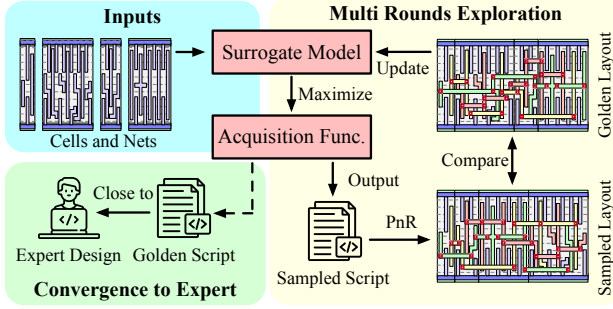 Inputs
Multi Rounds Exploration
Surrogate Model
Update
Golden Layout
Maximize
Cells and Nets
Acquisition Func.
Compare
Output
Close to
</>
</>
</>
PnR
Expert Design
Golden Script
Sampled Script
Sampled Layout
Convergence to Expert